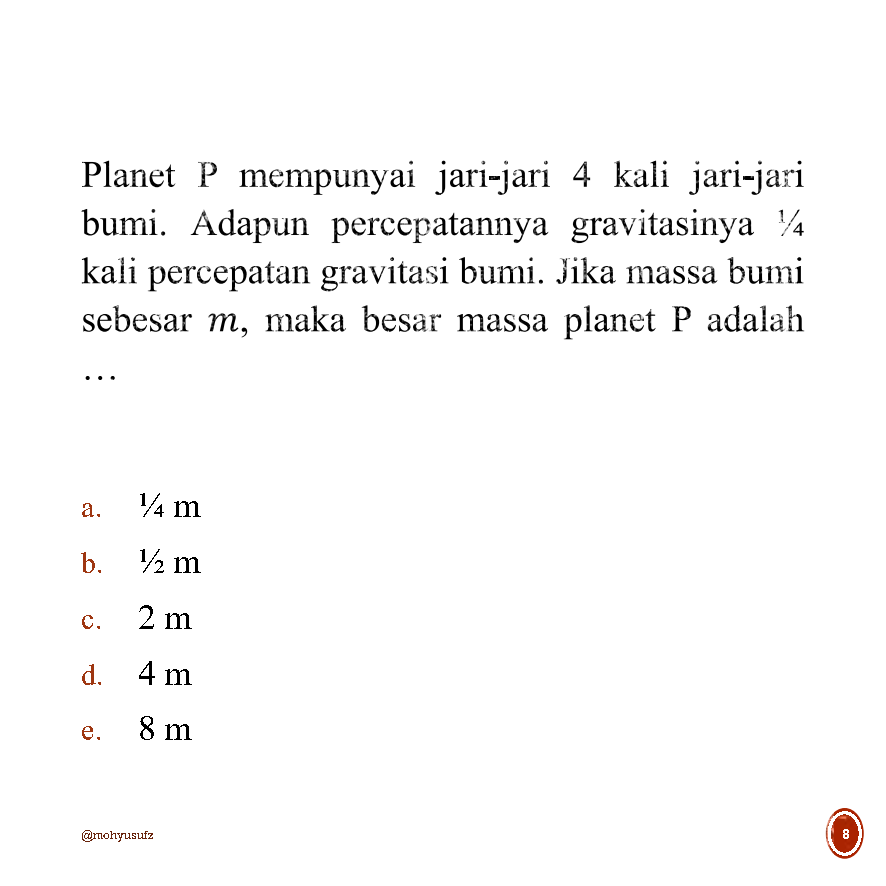 Planet P mempunyai jari-jari 4 kali jari-jari
bumi. Adapun percepatannya gravitasinya ¼
kali percepatan gravitasi bumi. Jika massa bumi
sebesar m, maka besar massa planet P adalah
…
a. ¼ m
b. ½ m
c. 2 m
d. 4 m
e. 8 m
@mohyusufz
8